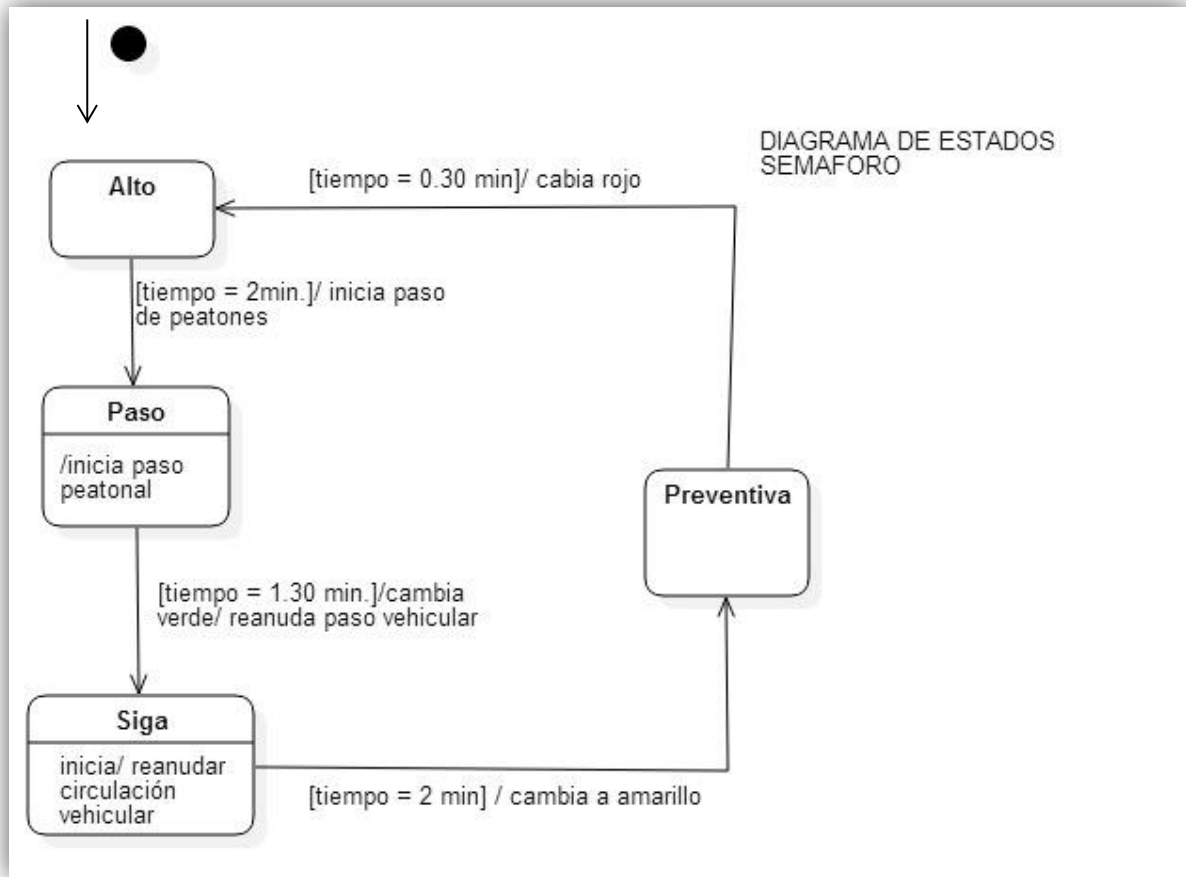 DIAGRAMA DE ESTADOS
SEMAFORO
Alto
[tiempo = 0.30 min]/ cabia rojo
[tiempo = 2min.]/ inicia paso
de peatones
Paso
/inicia paso
peatonal
Preventiva
[tiempo = 1.30 min.]/cambia
verde/ reanuda paso vehicular
Siga
inicia/ reanudar
circulación
vehicular
[tiempo = 2 min] / cambia a amarillo